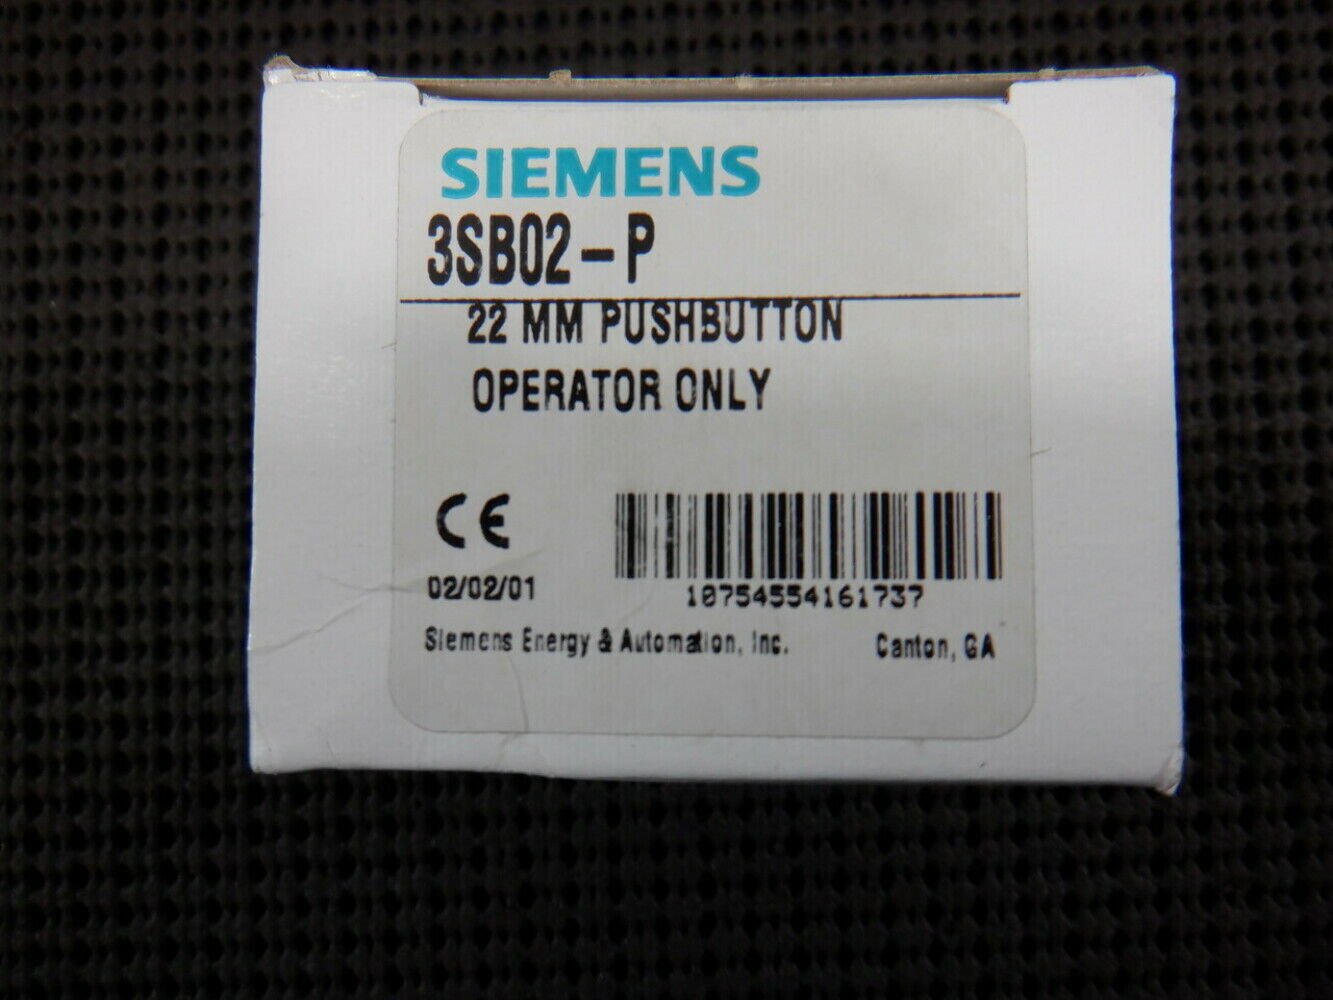 SIEMENS
3SB02-P
22 MM PUSHBUTTON
OPERATOR ONLY
CE
02/02/01
10754554161737
Siemens Energy & Automation, Inc. Canton, GA